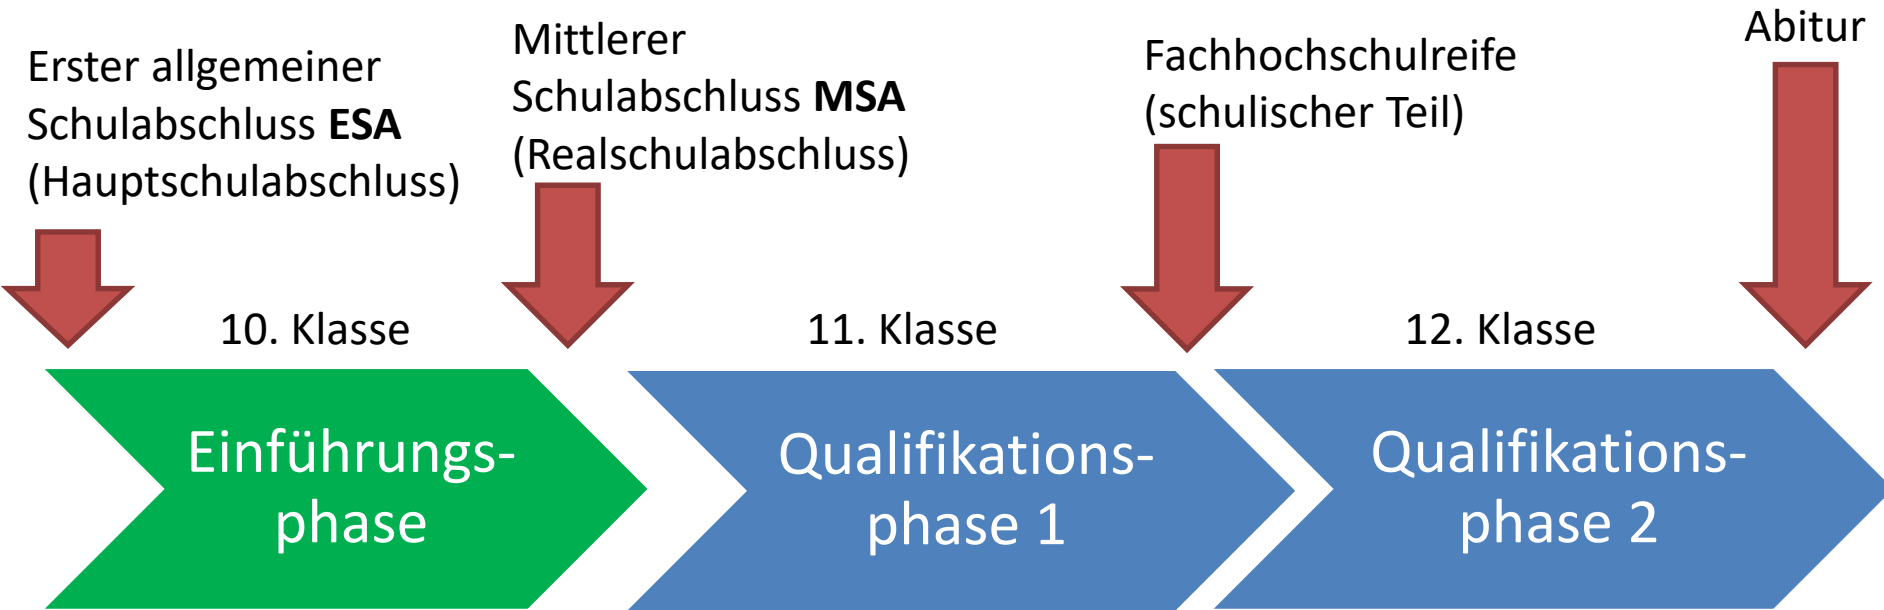 Erster allgemeiner
Schulabschluss ESA
(Hauptschulabschluss)
Mittlerer
Schulabschluss MSA
(Realschulabschluss)
Fachhochschulreife
(schulischer Teil)
Abitur
10. Klasse
11. Klasse
12. Klasse
Einführungs-
phase
Qualifikations-
phase 1
Qualifikations-
phase 2